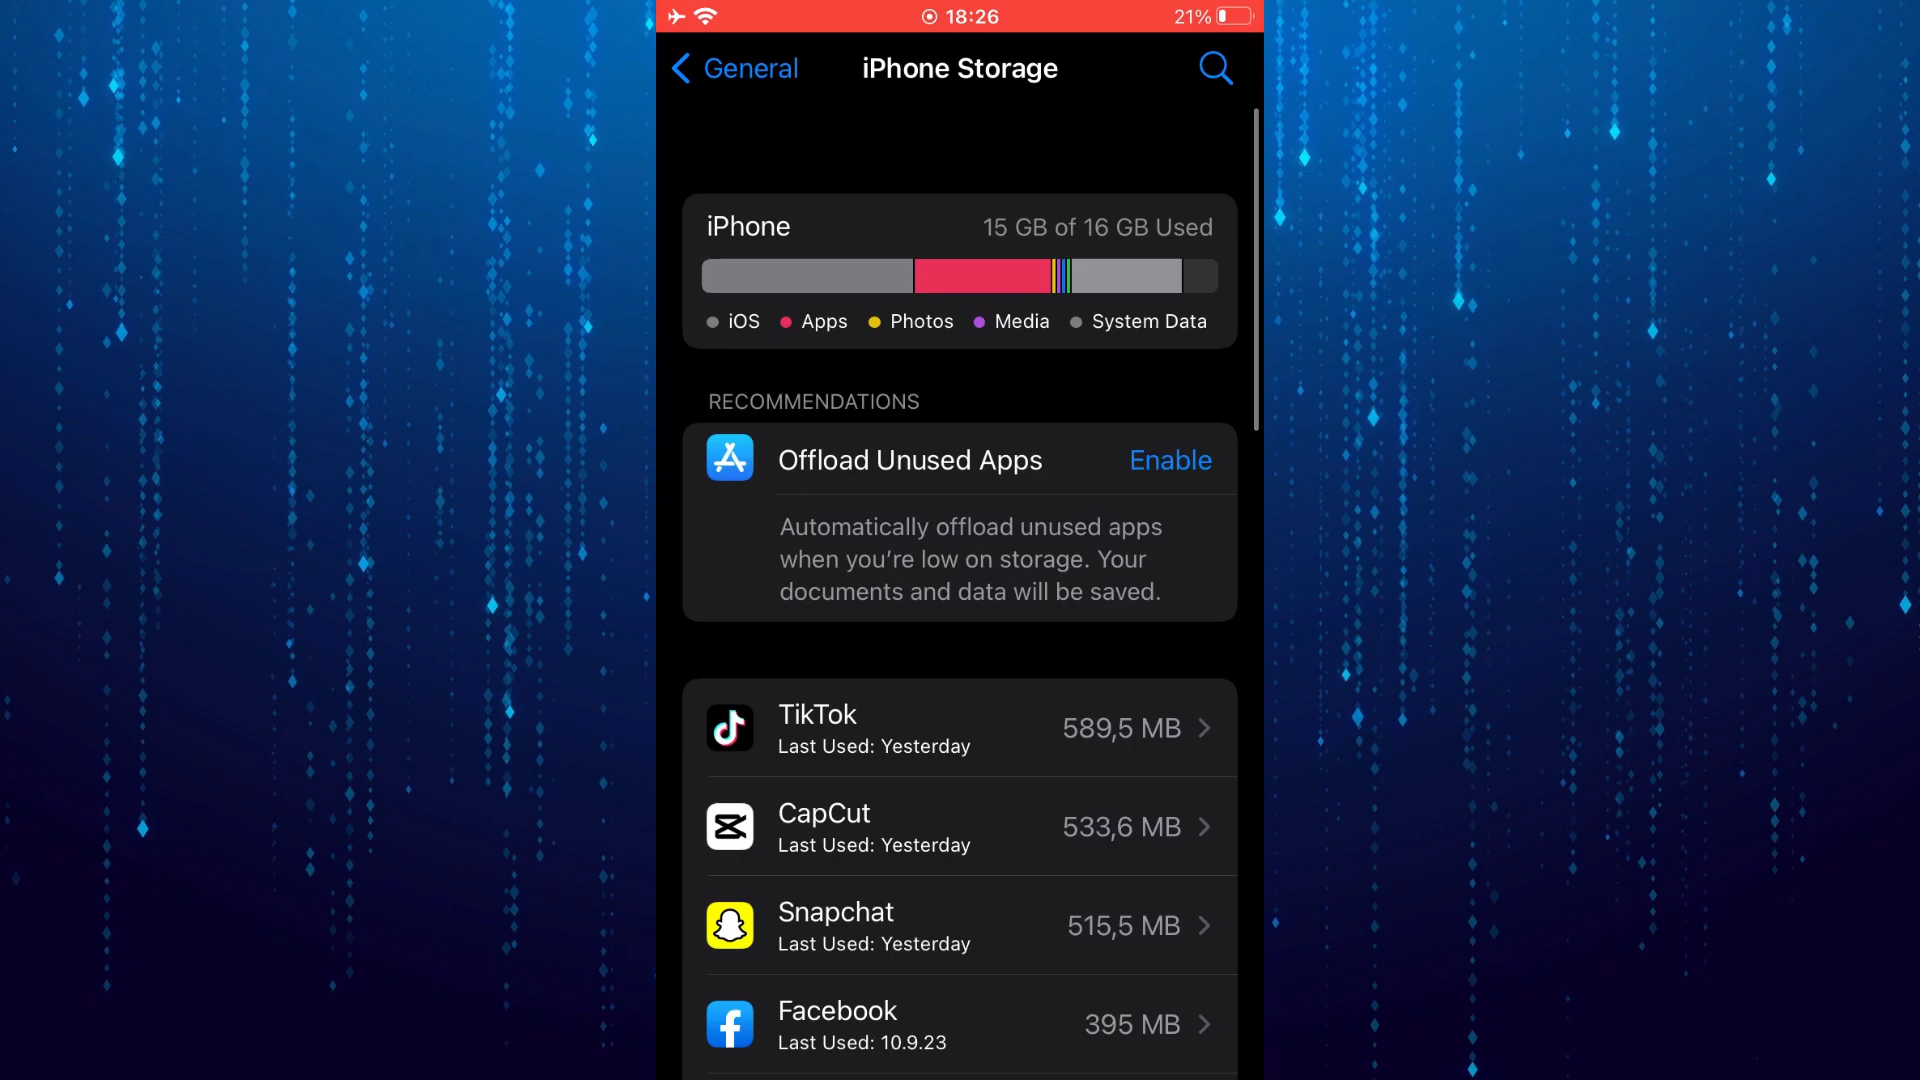 18:26
21%
General
iPhone Storage
iPhone
15 GB of 16 GB Used
iOS
Apps
Photos
Media
System Data
RECOMMENDATIONS
Offload Unused Apps
Enable
Automatically offload unused apps
when you’re low on storage. Your
documents and data will be saved.
TikTok
589,5 MB
Last Used: Yesterday
CapCut
533,6 MB
Last Used: Yesterday
Snapchat
515,5 MB
Last Used: Yesterday
Facebook
395 MB
Last Used: 10.9.23